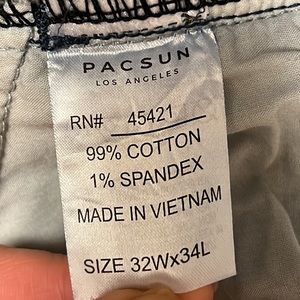 PACSUN
LOS ANGELES
RN# 45421
99% COTTON
1% SPANDEX
MADE IN VIETNAM
SIZE 32Wx34L